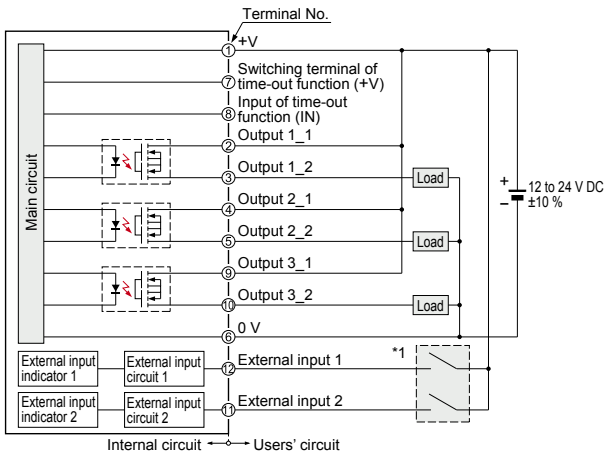 Terminal No.
① +V
⑦ Switching terminal of
time-out function (+V)
⑧ Input of time-out
function (IN)
② Output 1_1
③ Output 1_2
Load
④ Output 2_1
⑤ Output 2_2
Load
⑨ Output 3_1
⑩ Output 3_2
Load
⑥ 0 V
Main circuit
+
−
12 to 24 V DC
±10 %
External input
indicator 1
External input
circuit 1
⑫ External input 1
*1
External input
indicator 2
External input
circuit 2
⑪ External input 2
Internal circuit
Users' circuit